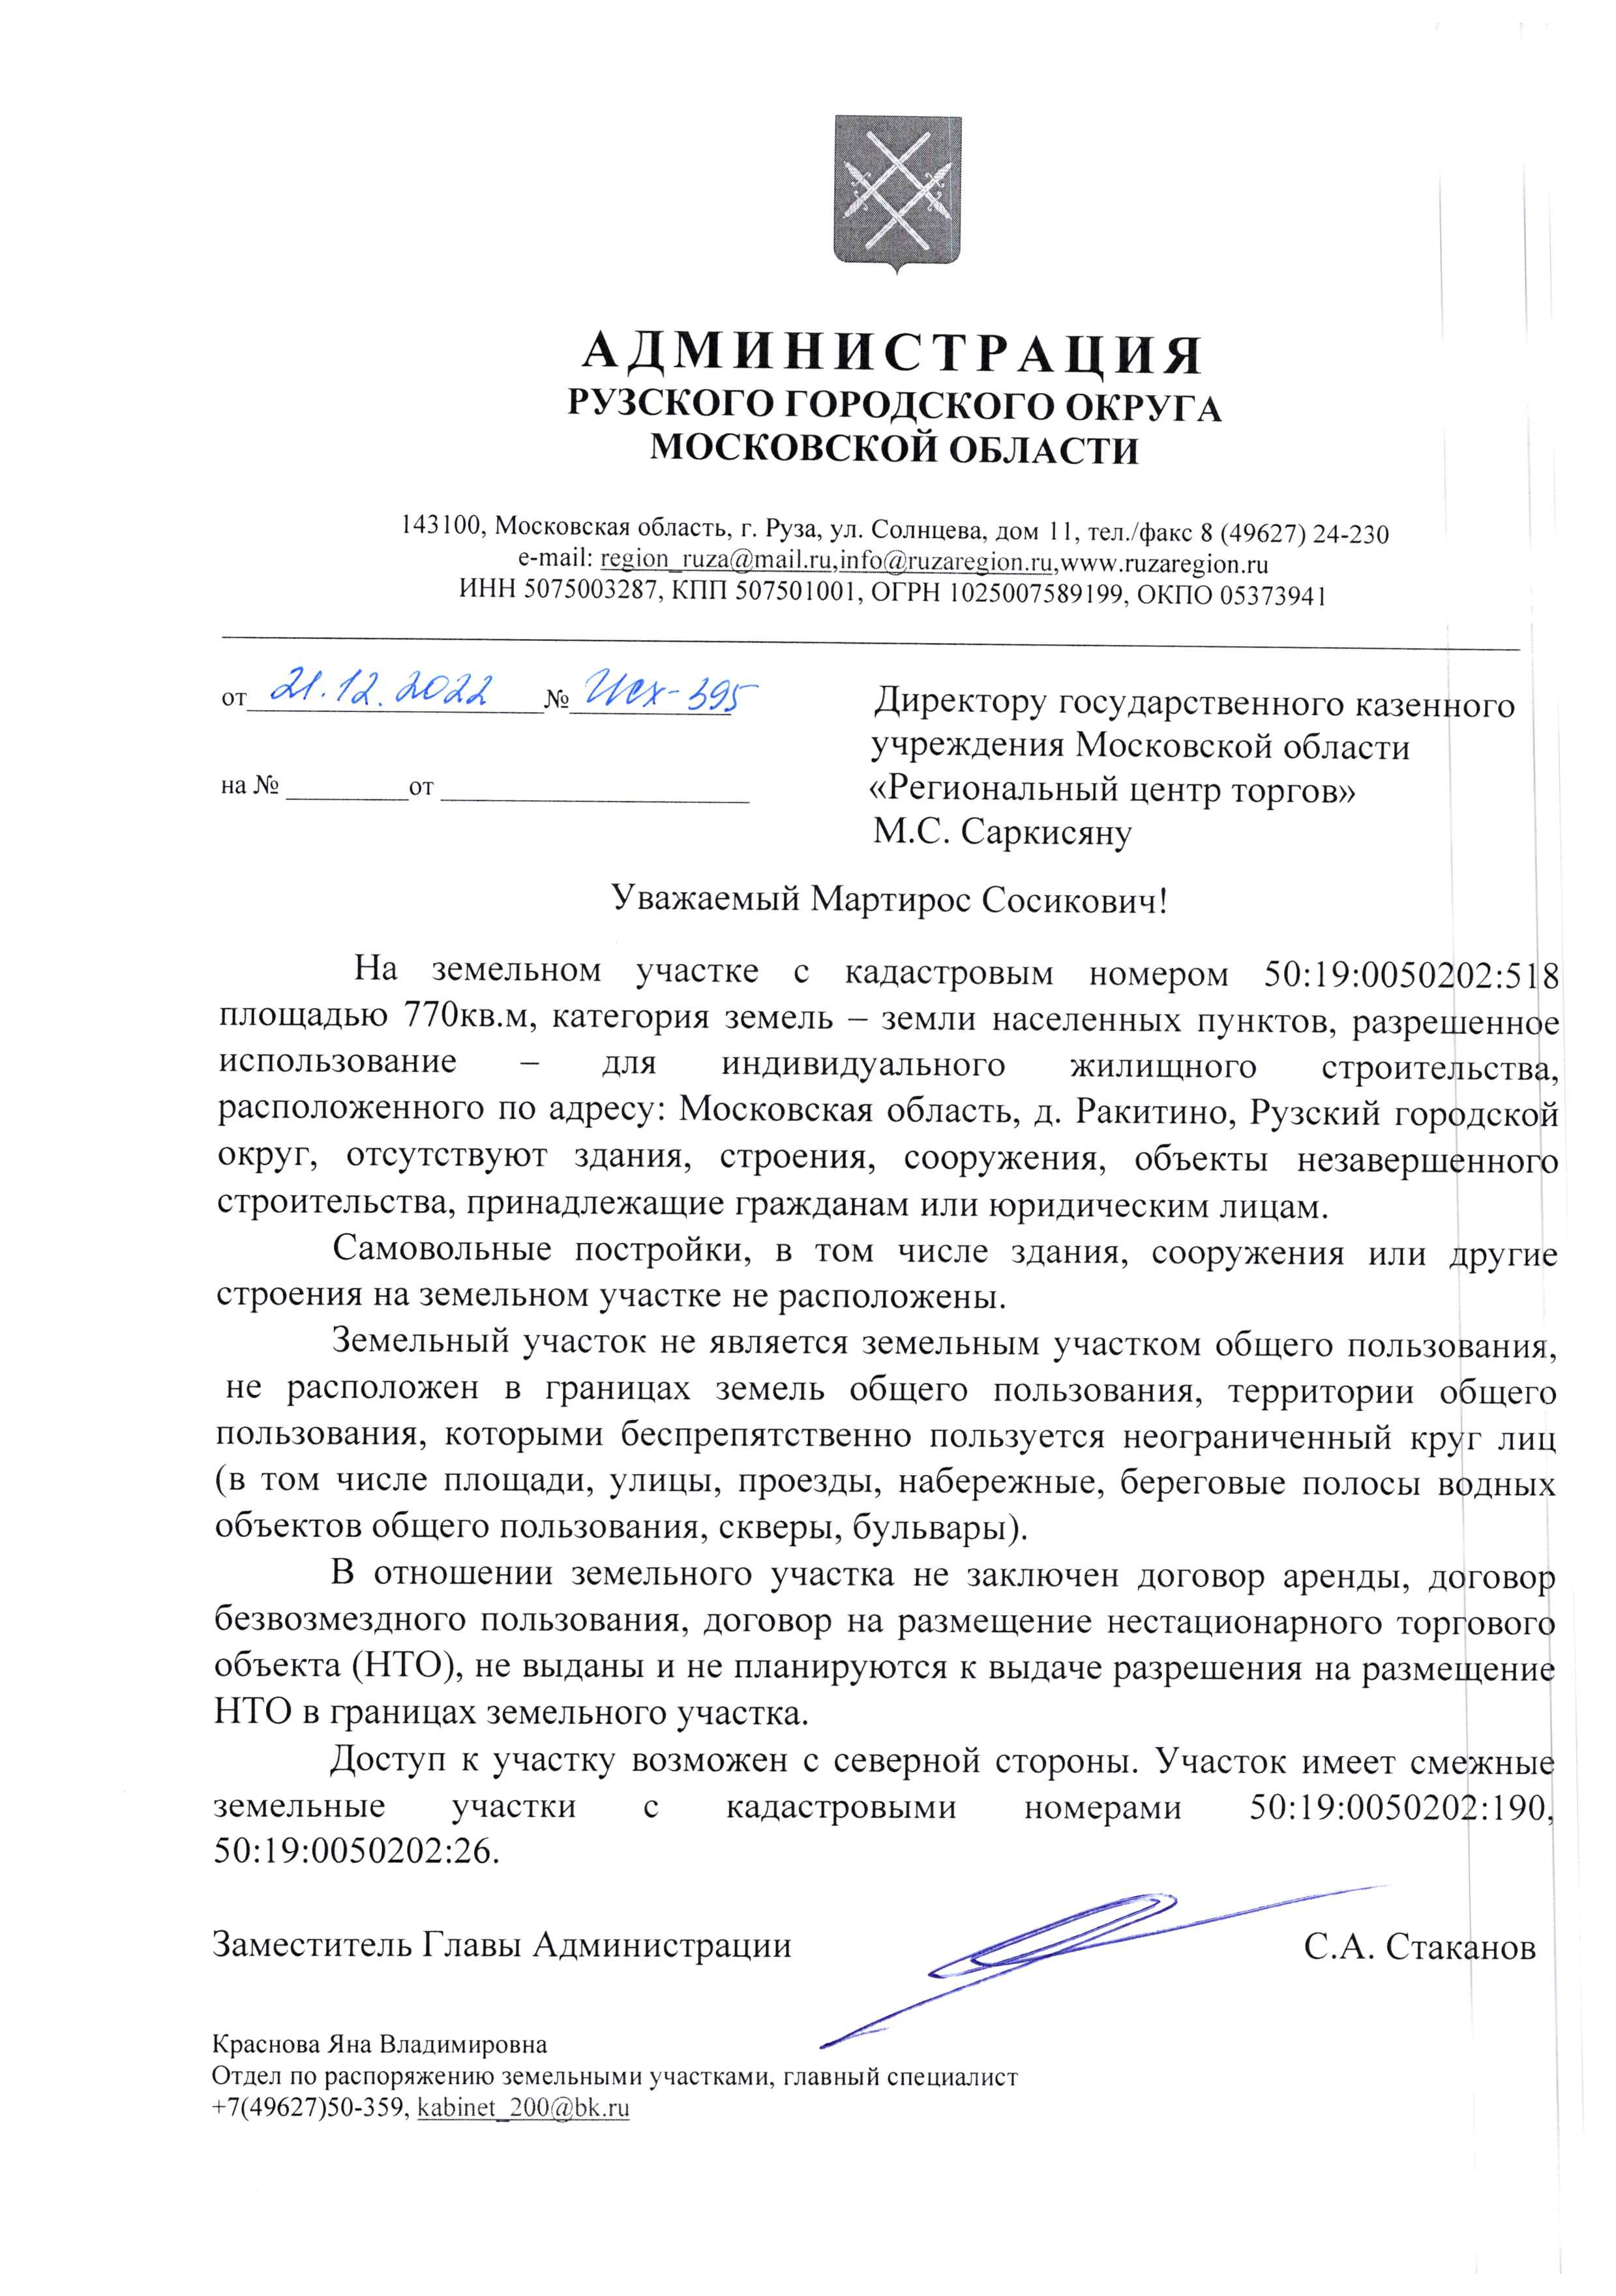 АДМИНИСТРАЦИЯ
РУЗСКОГО ГОРОДСКОГО ОКРУГА
МОСКОВСКОЙ ОБЛАСТИ
143100, Московская область, г. Руза, ул. Солнцева, дом 11, тел./факс 8 (49627) 24-230
e-mail: region_ruza@mail.ru,info@ruzaregion.ru,www.ruzaregion.ru
ИНН 5075003287, КПП 507501001, ОГРН 1025007589199, ОКПО 05373941
от 21.12.2022 № Исх-395
на № __________от ____________________
Директору государственного казенного
учреждения Московской области
«Региональный центр торгов»
М.С. Саркисяну
Уважаемый Мартирос Сосикович!
На земельном участке с кадастровым номером 50:19:0050202:518
площадью 770кв.м, категория земель – земли населенных пунктов, разрешенное
использование – для индивидуального жилищного строительства,
расположенного по адресу: Московская область, д. Ракитино, Рузский городской
округ, отсутствуют здания, строения, сооружения, объекты незавершенного
строительства, принадлежащие гражданам или юридическим лицам.
Самовольные постройки, в том числе здания, сооружения или другие
строения на земельном участке не расположены.
Земельный участок не является земельным участком общего пользования,
не расположен в границах земель общего пользования, территории общего
пользования, которыми беспрепятственно пользуется неограниченный круг лиц
(в том числе площади, улицы, проезды, набережные, береговые полосы водных
объектов общего пользования, скверы, бульвары).
В отношении земельного участка не заключен договор аренды, договор
безвозмездного пользования, договор на размещение нестационарного торгового
объекта (НТО), не выданы и не планируются к выдаче разрешения на размещение
НТО в границах земельного участка.
Доступ к участку возможен с северной стороны. Участок имеет смежные
земельные участки с кадастровыми номерами 50:19:0050202:190,
50:19:0050202:26.
Заместитель Главы Администрации С.А. Стаканов
Краснова Яна Владимировна
Отдел по распоряжению земельными участками, главный специалист
+7(49627)50-359, kabinet_200@bk.ru